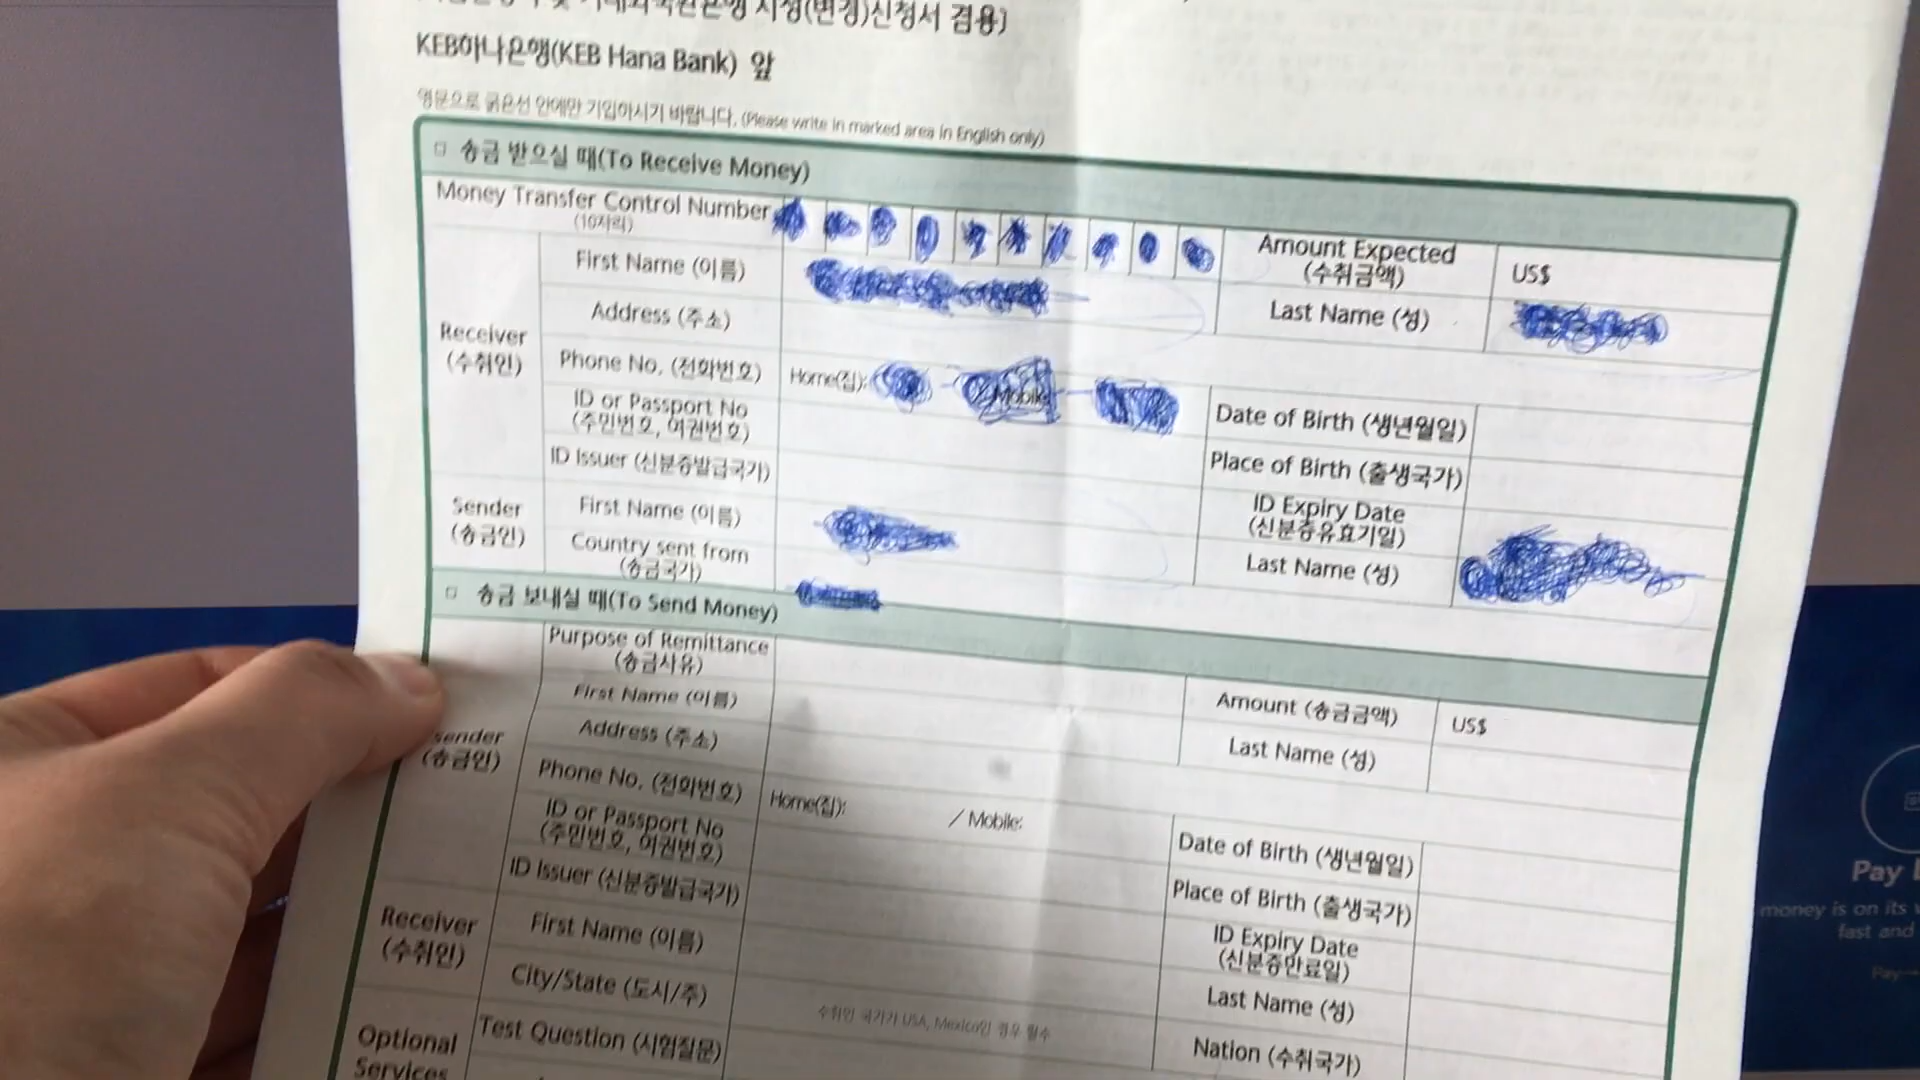 지정(변경)신청서 겸용)
KEB하나은행(KEB Hana Bank) 앞
영문으로 굵은선 안에만 기입하시기 바랍니다. (Please write in marked area in English only)
□ 송금 받으실 때(To Receive Money)
Money Transfer Control Number
(10자리)
Amount Expected
(수취금액)
US$
Receiver
(수취인)
First Name (이름)
Last Name (성)
Address (주소)
Phone No. (전화번호)
Home(집):
Mobile
ID or Passport No
(주민번호, 여권번호)
Date of Birth (생년월일)
ID Issuer (신분증발급국가)
Place of Birth (출생국가)
ID Expiry Date
(신분증유효기일)
Sender
(송금인)
First Name (이름)
Last Name (성)
Country sent from
(송금국가)
□ 송금 보내실 때(To Send Money)
Purpose of Remittance
(송금사유)
Amount (송금금액)
US$
Sender
(송금인)
First Name (이름)
Last Name (성)
Address (주소)
Phone No. (전화번호)
Home(집):
/ Mobile:
ID or Passport No
(주민번호, 여권번호)
Date of Birth (생년월일)
ID Issuer (신분증발급국가)
Place of Birth (출생국가)
ID Expiry Date
(신분증만료일)
Receiver
(수취인)
First Name (이름)
Last Name (성)
City/State (도시/주)
수취인 국가가 USA, Mexico인 경우 필수
Nation (수취국가)
Optional
Services
Test Question (시험질문)
Pay
money is on its
fast and
Pay